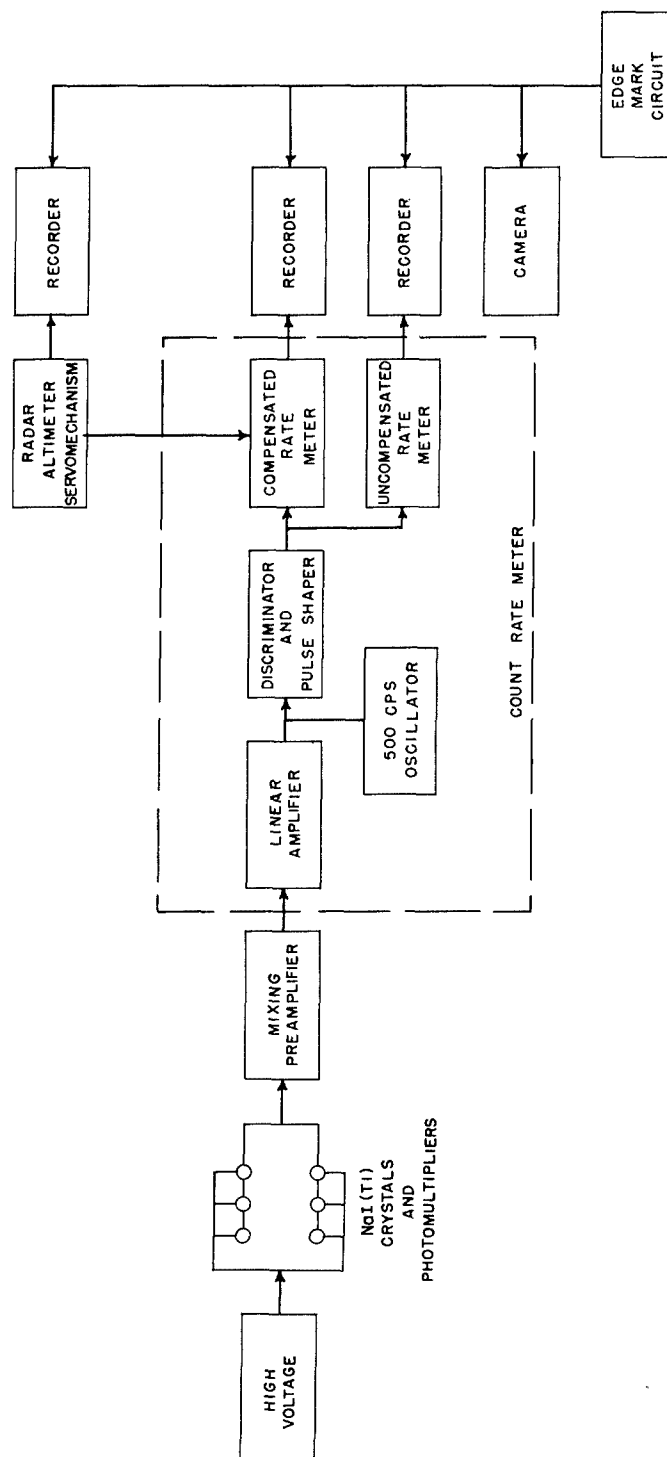 HIGH
VOLTAGE
NaI(Tl)
CRYSTALS
AND
PHOTOMULTIPLIERS
MIXING
PREAMPLIFIER
LINEAR
AMPLIFIER
500 CPS
OSCILLATOR
DISCRIMINATOR
AND
PULSE SHAPER
COMPENSATED
RATE
METER
UNCOMPENSATED
RATE
METER
COUNT RATE METER
RADAR
ALTIMETER
SERVOMECHANISM
RECORDER
RECORDER
RECORDER
CAMERA
EDGE
MARK
CIRCUIT